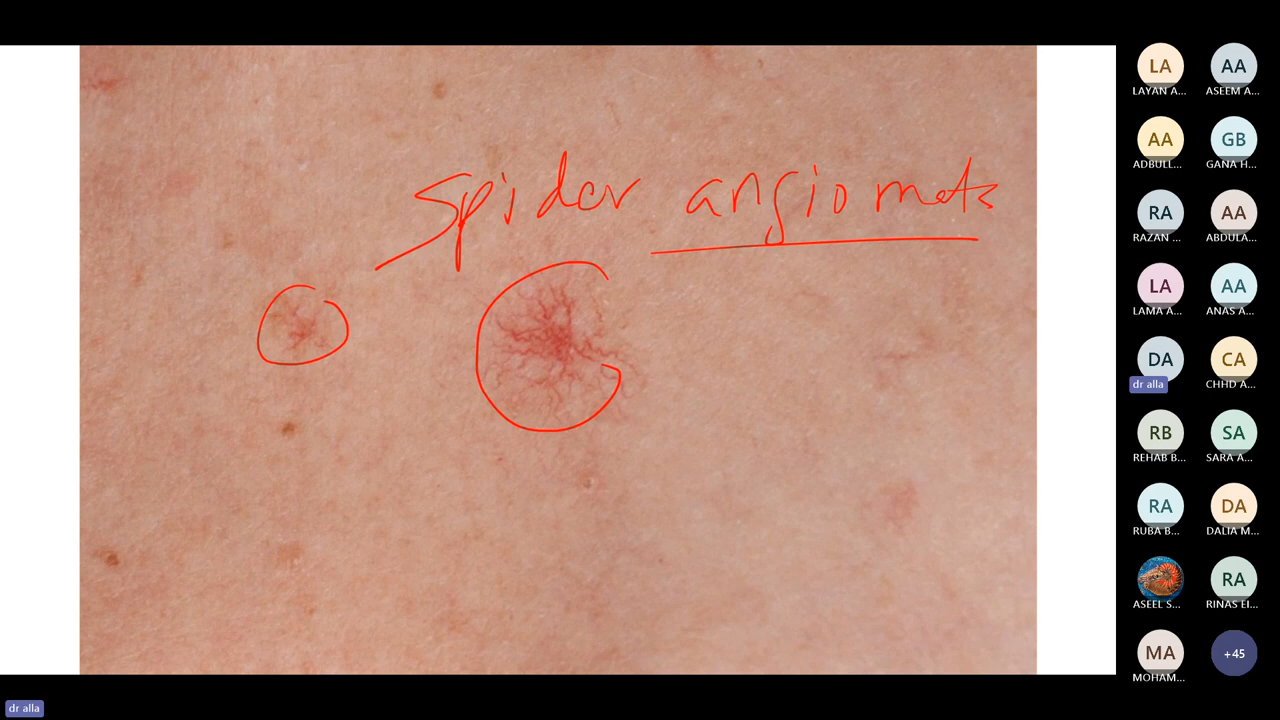 Spider angiomats
LA
AA
LAYAN A...
ASEEM A...
AA
GB
ADBULL...
GANA H...
RA
AA
RAZAN ...
ABDULA...
LA
AA
LAMA A...
ANAS A...
DA
CA
dr alla
CHHD A...
RB
SA
REHAB B...
SARA A...
RA
DA
RUBA B...
DALIA M...
RA
ASEEL S...
RINAS EI...
MA
+45
MOHAM...
dr alla